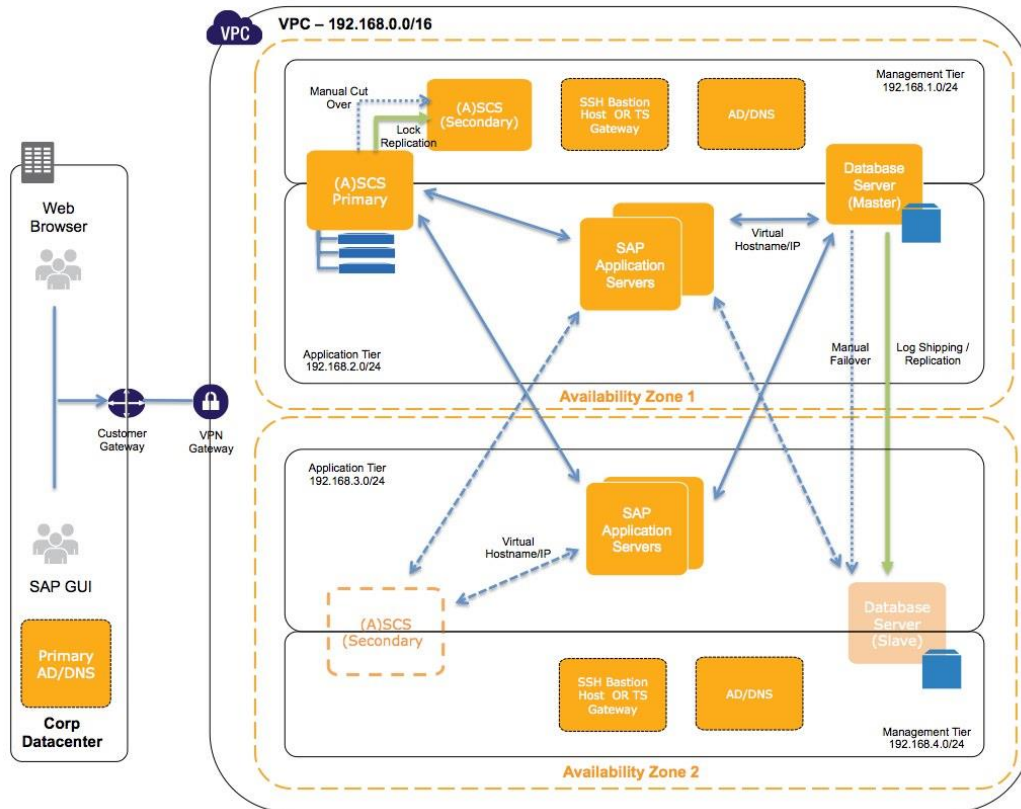 VPC
VPC – 192.168.0.0/16
Management Tier
192.168.1.0/24
Manual Cut
Over
(A)SCS
(Secondary)
SSH Bastion
Host OR TS
Gateway
AD/DNS
Lock
Replication
(A)SCS
Primary
Database
Server
(Master)
Web
Browser
SAP
Application
Servers
Virtual
Hostname/IP
Manual
Failover
Log Shipping /
Replication
Application Tier
192.168.2.0/24
Availability Zone 1
Customer
Gateway
VPN
Gateway
Application Tier
192.168.3.0/24
SAP
Application
Servers
Virtual
Hostname/IP
SAP GUI
(A)SCS
(Secondary
Database
Server
(Slave)
Primary
AD/DNS
Corp
Datacenter
SSH Bastion
Host OR TS
Gateway
AD/DNS
Management Tier
192.168.4.0/24
Availability Zone 2